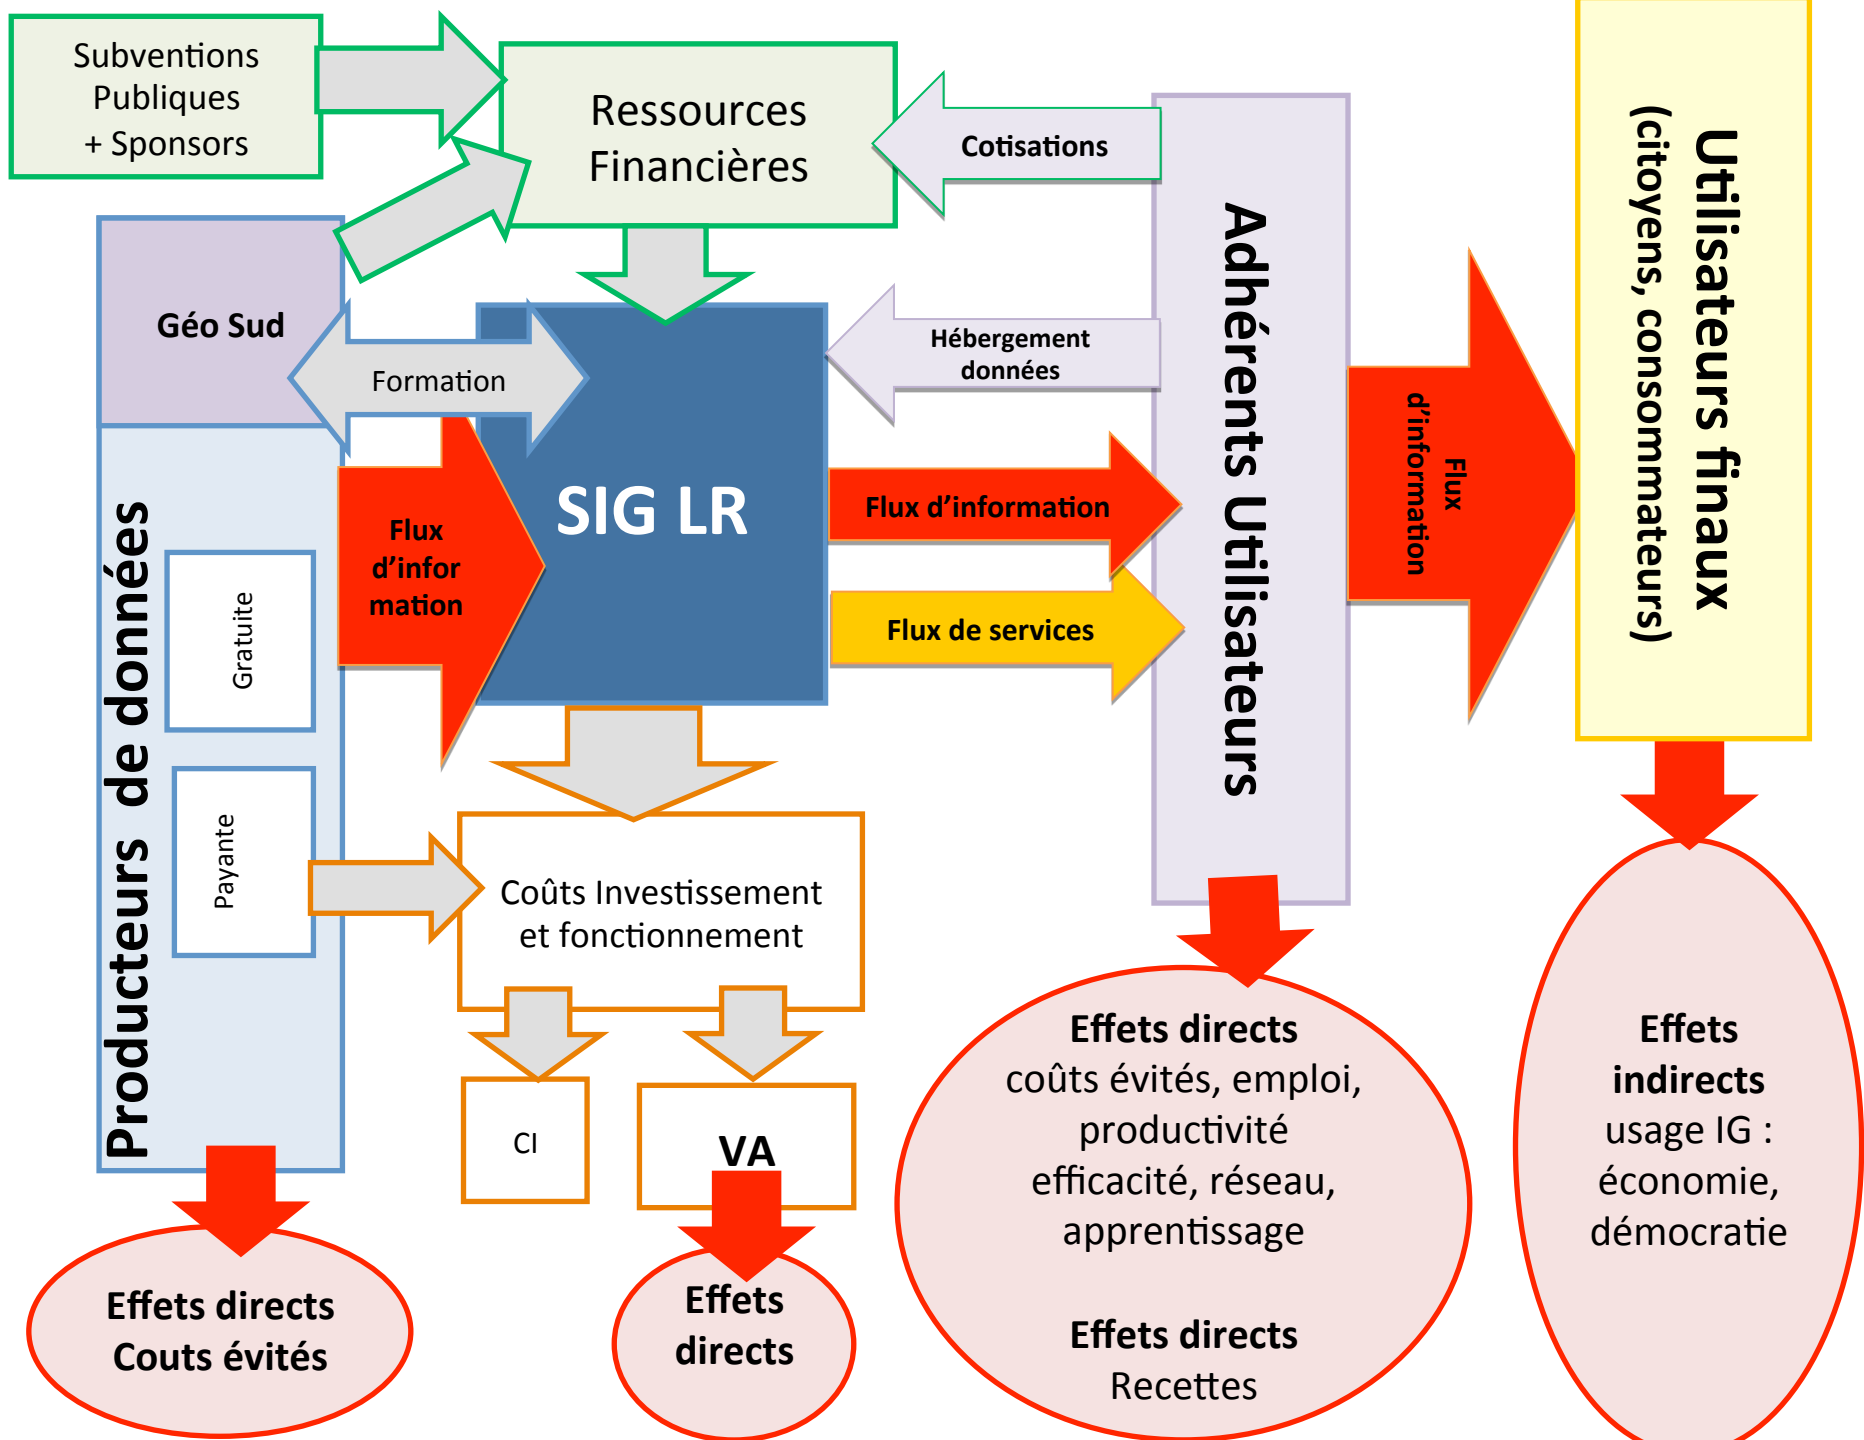 Subventions
Publiques
+ Sponsors
Ressources
Financières
Cotisations
Géo Sud
Formation
Hébergement
données
SIG LR
Flux
d’infor
mation
Flux d’information
Flux de services
Adhérents Utilisateurs
Flux
d’information
Utilisateurs finaux
(citoyens, consommateurs)
Producteurs de données
Gratuite
Payante
Coûts Investissement
et fonctionnement
CI
VA
Effets directs
Couts évités
Effets
directs
Effets directs
coûts évités, emploi,
productivité
efficacité, réseau,
apprentissage
Effets directs
Recettes
Effets
indirects
usage IG :
économie,
démocratie